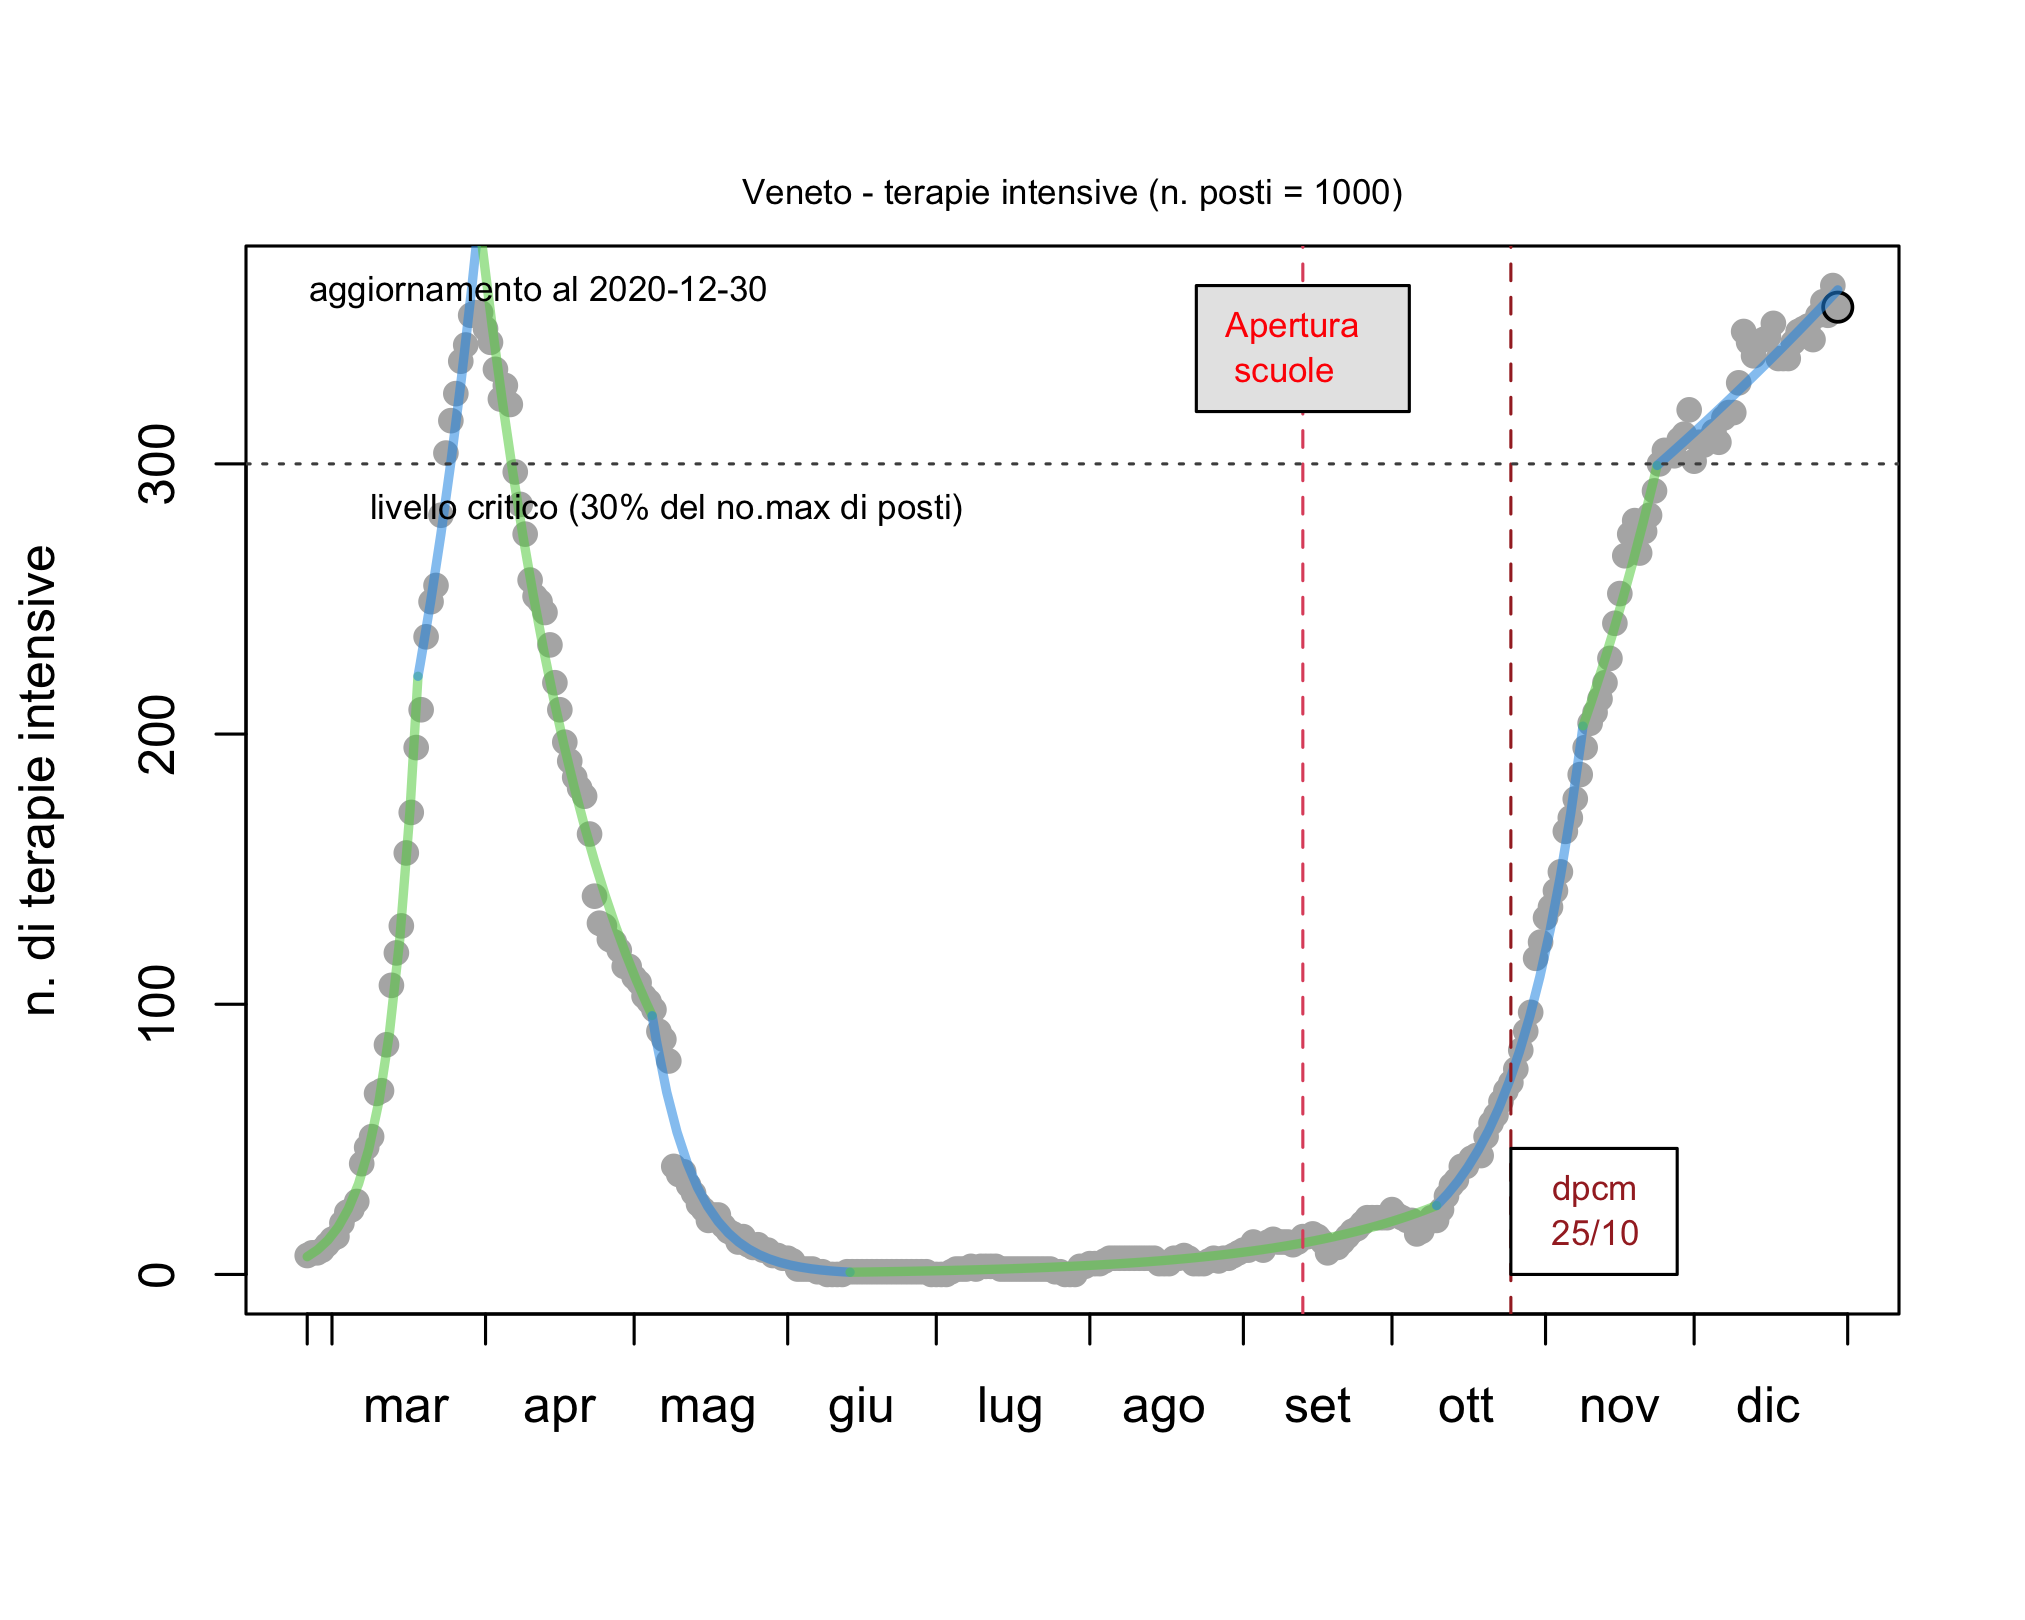 Veneto - terapie intensive (n. posti = 1000)
aggiornamento al 2020-12-30
Apertura
scuole
livello critico (30% del no.max di posti)
n. di terapie intensive
300
200
100
0
dpcm
25/10
mar apr mag giu lug ago set ott nov dic